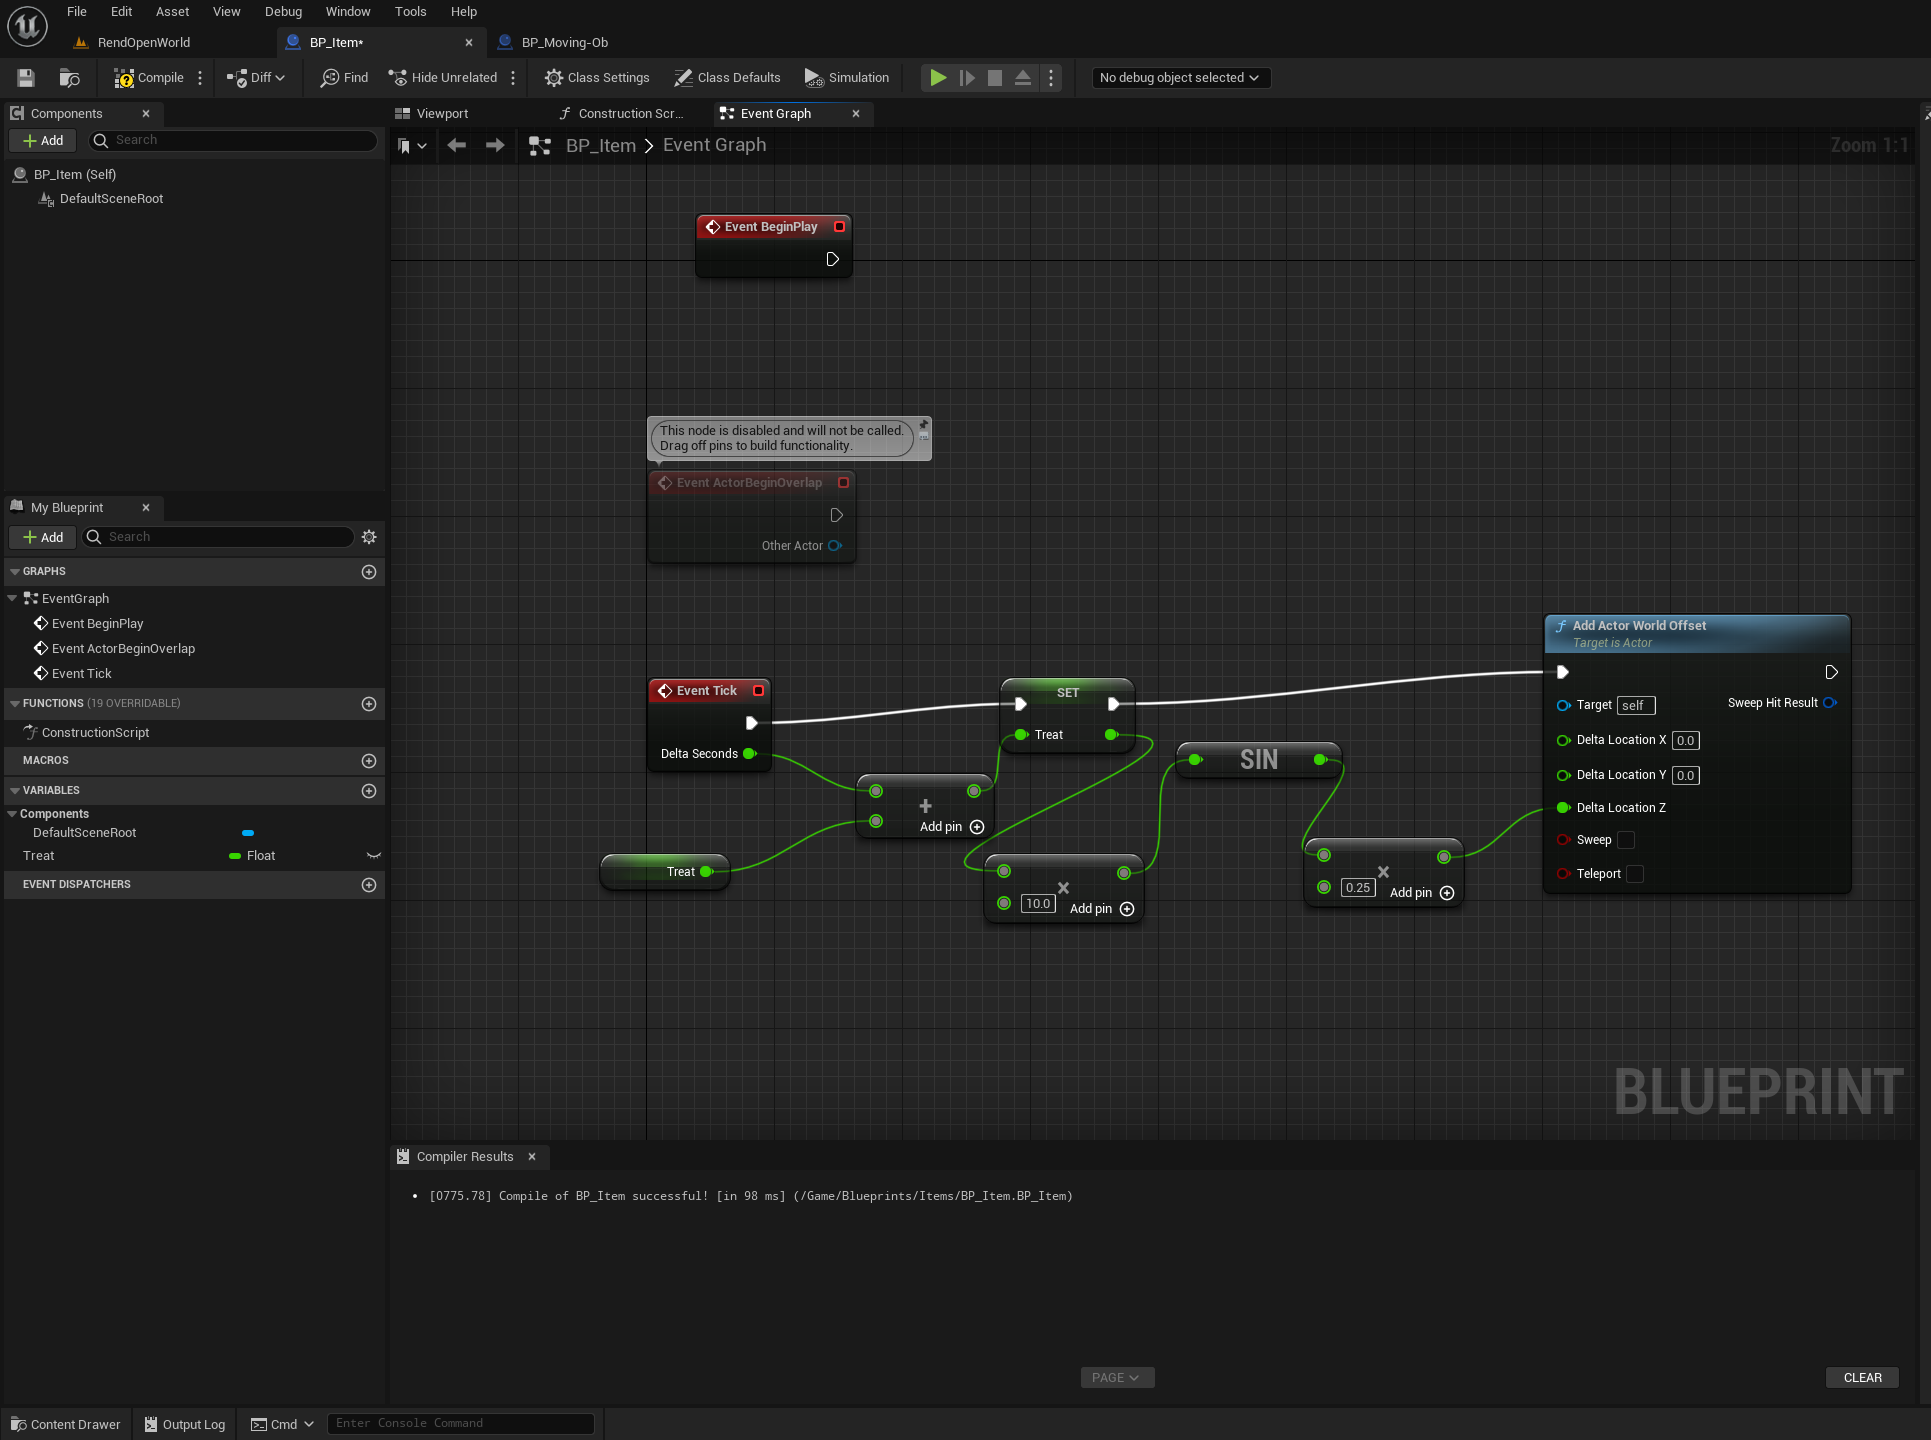 File Edit Asset View Debug Window Tools Help
RendOpenWorld
BP_Item*
BP_Moving-Ob
Compile
Diff
Find
Hide Unrelated
Class Settings
Class Defaults
Simulation
No debug object selected
Components
Add
Search
BP_Item (Self)
DefaultSceneRoot
My Blueprint
Add
Search
GRAPHS
EventGraph
Event BeginPlay
Event ActorBeginOverlap
Event Tick
FUNCTIONS (19 OVERRIDABLE)
ConstructionScript
MACROS
VARIABLES
Components
DefaultSceneRoot
Treat Float
EVENT DISPATCHERS
Viewport
Construction Scr...
Event Graph
BP_Item > Event Graph
Zoom 1:1
Event BeginPlay
This node is disabled and will not be called.
Drag off pins to build functionality.
Event ActorBeginOverlap
Other Actor
Event Tick
Delta Seconds
Treat
+
Add pin
SET
Treat
×
10.0
Add pin
SIN
×
0.25
Add pin
Add Actor World Offset
Target is Actor
Target self
Sweep Hit Result
Delta Location X 0.0
Delta Location Y 0.0
Delta Location Z
Sweep
Teleport
BLUEPRINT
Compiler Results
• [0775.78] Compile of BP_Item successful! [in 98 ms] (/Game/Blueprints/Items/BP_Item.BP_Item)
PAGE
CLEAR
Content Drawer
Output Log
Cmd
Enter Console Command